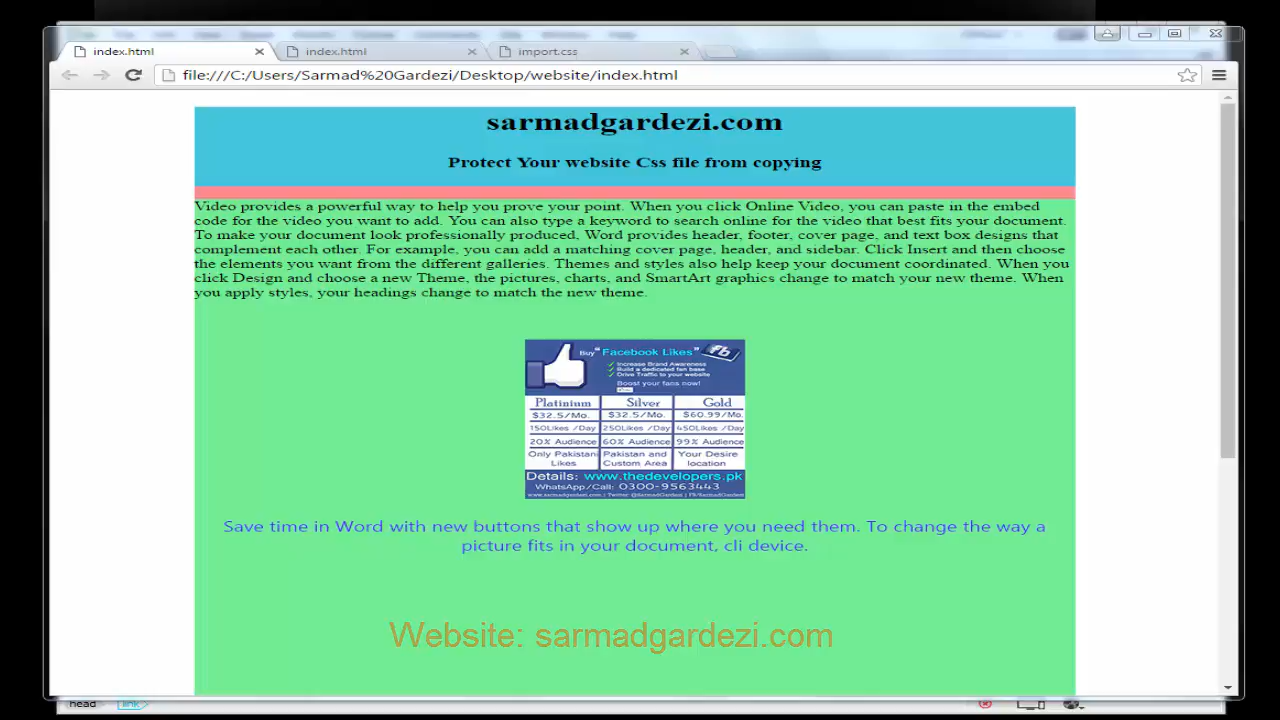 index.html
index.html
import.css
file:///C:/Users/Sarmad%20Gardezi/Desktop/website/index.html
sarmadgardezi.com
Protect Your website Css file from copying
Video provides a powerful way to help you prove your point. When you click Online Video, you can paste in the embed
code for the video you want to add. You can also type a keyword to search online for the video that best fits your document.
To make your document look professionally produced, Word provides header, footer, cover page, and text box designs that
complement each other. For example, you can add a matching cover page, header, and sidebar. Click Insert and then choose
the elements you want from the different galleries. Themes and styles also help keep your document coordinated. When you
click Design and choose a new Theme, the pictures, charts, and SmartArt graphics change to match your new theme. When
you apply styles, your headings change to match the new theme.
Buy "Facebook Likes" fb
Increase Brand Awareness
Build a dedicated fan base
Drive Traffic to your website
Boost your fans now!
Platinium Silver Gold
$32.5/Mo. $32.5/Mo. $60.99/Mo.
150Likes /Day 250Likes /Day 450Likes /Day
20% Audience 60% Audience 99% Audience
Only Pakistani Pakistan and Your Desire
Likes Custom Area location
Details: www.thedevelopers.pk
WhatsApp/Call: 0300-9563443
www.sarmadgardezi.com | Twitter: @SarmadGardezi | FB/SarmadGardezi
Save time in Word with new buttons that show up where you need them. To change the way a
picture fits in your document, cli device.
Website: sarmadgardezi.com
head link